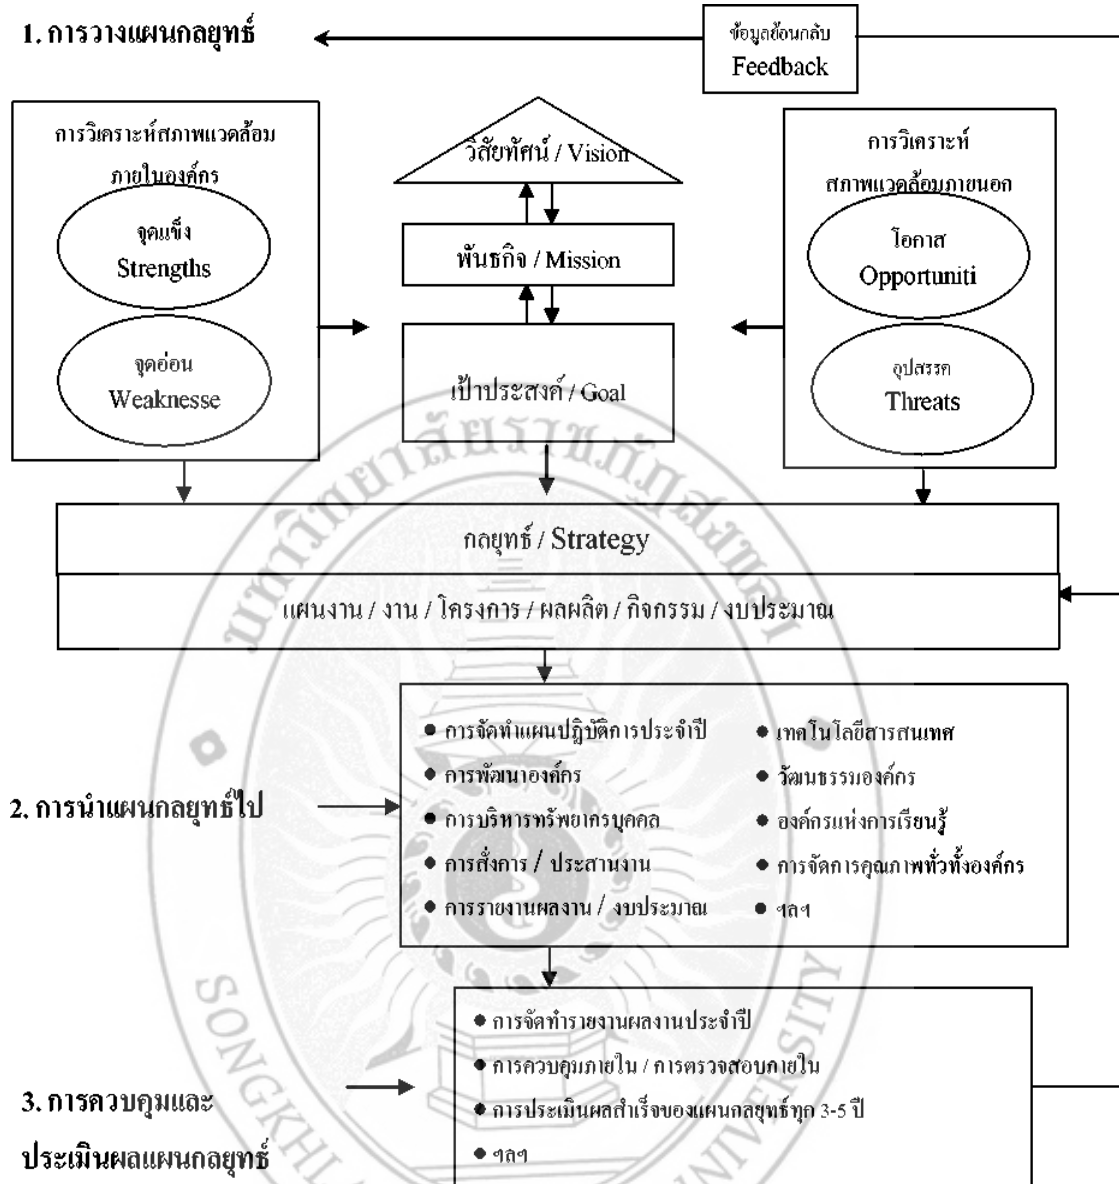 1. การวางแผนกลยุทธ์
ข้อมูลย้อนกลับ
Feedback
การวิเคราะห์สภาพแวดล้อม
ภายในองค์กร
จุดแข็ง
Strengths
จุดอ่อน
Weaknesse
วิสัยทัศน์ / Vision
พันธกิจ / Mission
เป้าประสงค์ / Goal
การวิเคราะห์
สภาพแวดล้อมภายนอก
โอกาส
Opportuniti
อุปสรรค
Threats
กลยุทธ์ / Strategy
แผนงาน / งาน / โครงการ / ผลผลิต / กิจกรรม / งบประมาณ
2. การนำแผนกลยุทธ์ไป
● การจัดทำแผนปฏิบัติการประจำปี
● การพัฒนาองค์กร
● การบริหารทรัพยากรบุคคล
● การสั่งการ / ประสานงาน
● การรายงานผลงาน / งบประมาณ
● เทคโนโลยีสารสนเทศ
● วัฒนธรรมองค์กร
● องค์กรแห่งการเรียนรู้
● การจัดการคุณภาพทั่วทั้งองค์กร
● ฯลฯ
3. การควบคุมและ
ประเมินผลแผนกลยุทธ์
● การจัดทำรายงานผลงานประจำปี
● การควบคุมภายใน / การตรวจสอบภายใน
● การประเมินผลสำเร็จของแผนกลยุทธ์ทุก 3-5 ปี
● ฯลฯ
มหาวิทยาลัยราชภัฏสงขลา
SONGKHLA
UNIVERSITY